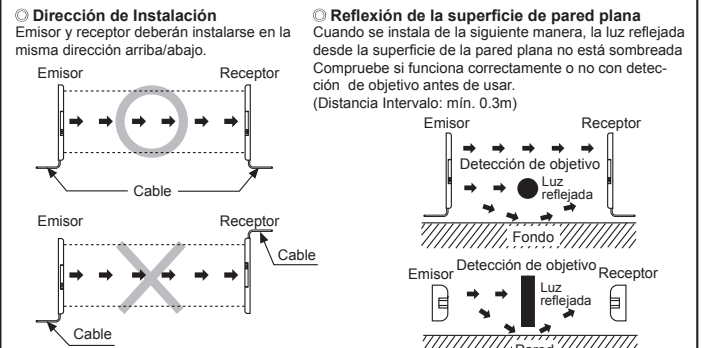 ◎ Dirección de Instalación
Emisor y receptor deberán instalarse en la
misma dirección arriba/abajo.
Emisor
Receptor
Cable
Emisor
Receptor
Cable
Cable
◎ Reflexión de la superficie de pared plana
Cuando se instala de la siguiente manera, la luz reflejada
desde la superficie de la pared plana no está sombreada
Compruebe si funciona correctamente o no con detec-
ción de objetivo antes de usar.
(Distancia Intervalo: mín. 0.3m)
Emisor
Receptor
Detección de objetivo
Luz
reflejada
Fondo
Emisor
Detección de objetivo
Receptor
Luz
reflejada
Pared